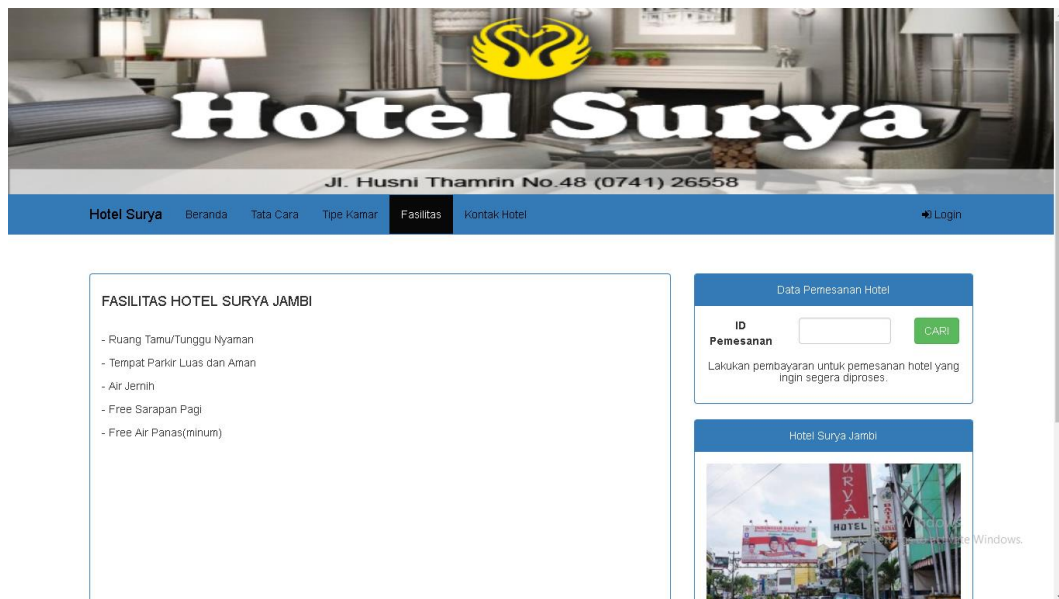 Hotel Surya
Jl. Husni Thamrin No.48 (0741) 26558
Hotel Surya Beranda Tata Cara Tipe Kamar Fasilitas Kontak Hotel Login
FASILITAS HOTEL SURYA JAMBI
- Ruang Tamu/Tunggu Nyaman
- Tempat Parkir Luas dan Aman
- Air Jernih
- Free Sarapan Pagi
- Free Air Panas(minum)
Data Pemesanan Hotel
ID
Pemesanan
CARI
Lakukan pembayaran untuk pemesanan hotel yang
ingin segera diproses.
Hotel Surya Jambi
URYA
HOTEL
Windows.